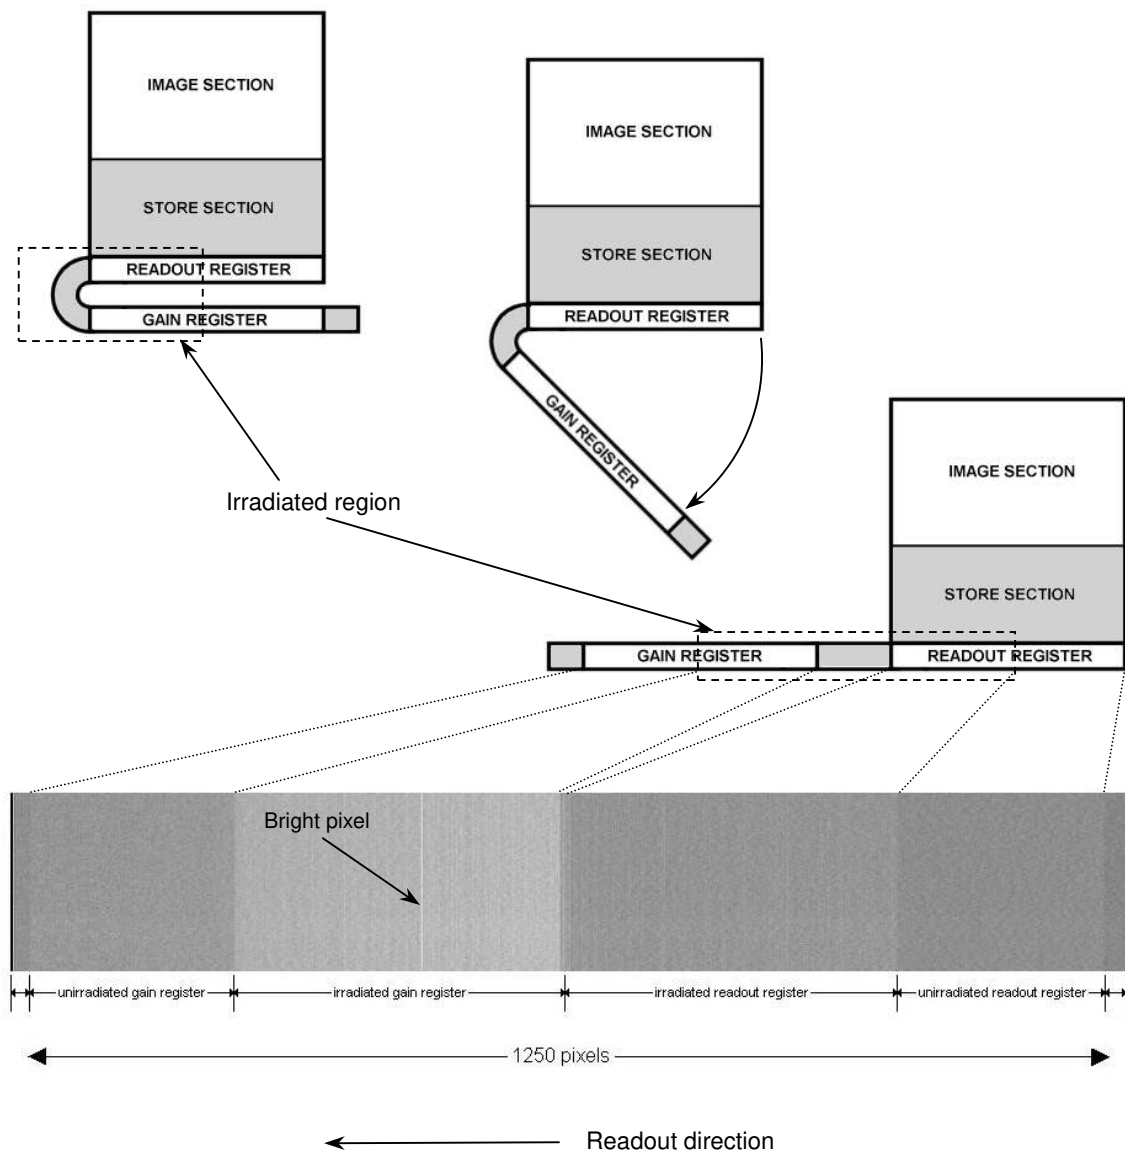 IMAGE SECTION
STORE SECTION
READOUT REGISTER
GAIN REGISTER
IMAGE SECTION
STORE SECTION
READOUT REGISTER
GAIN REGISTER
Irradiated region
IMAGE SECTION
STORE SECTION
GAIN REGISTER
READOUT REGISTER
Bright pixel
unirradiated gain register
irradiated gain register
irradiated readout register
unirradiated readout register
1250 pixels
Readout direction